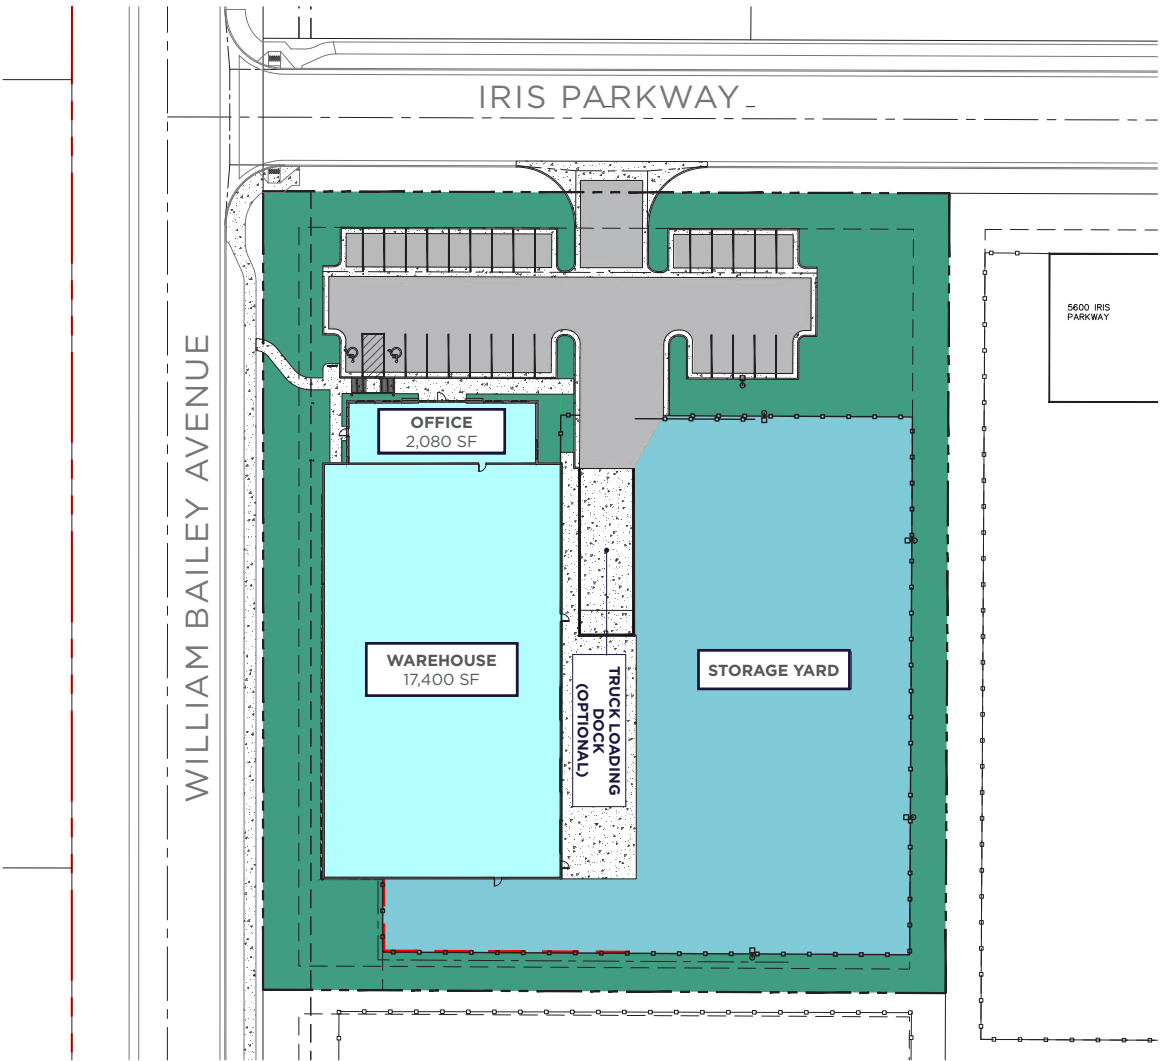 IRIS PARKWAY
WILLIAM BAILEY AVENUE
5600 IRIS
PARKWAY
OFFICE
2,080 SF
WAREHOUSE
17,400 SF
TRUCK LOADING
DOCK
(OPTIONAL)
STORAGE YARD